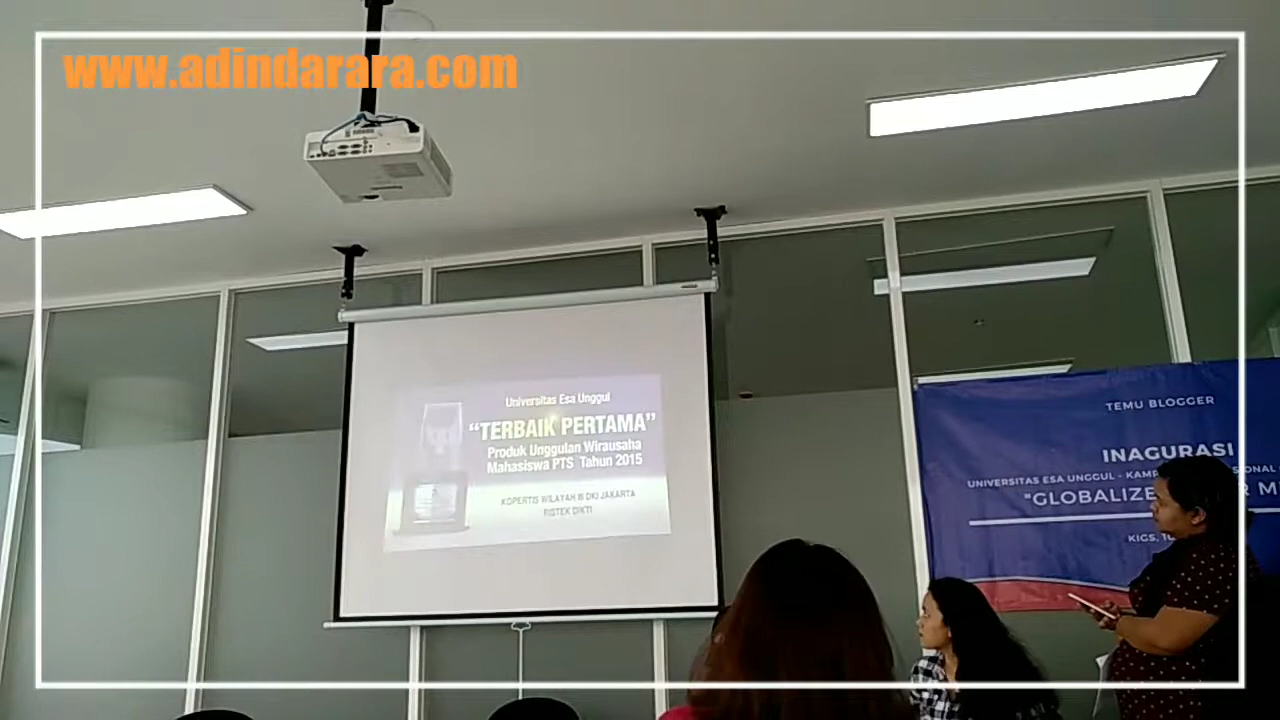 www.adindarara.com
Universitas Esa Unggul
"TERBAIK PERTAMA"
Produk Unggulan Wirausaha
Mahasiswa PTS Tahun 2015
KOPERTIS WILAYAH III DKI JAKARTA
RISTEK DIKTI
TEMU BLOGGER
INAGURASI
UNIVERSITAS ESA UNGGUL -
"GLOBALIZE
KIGS,